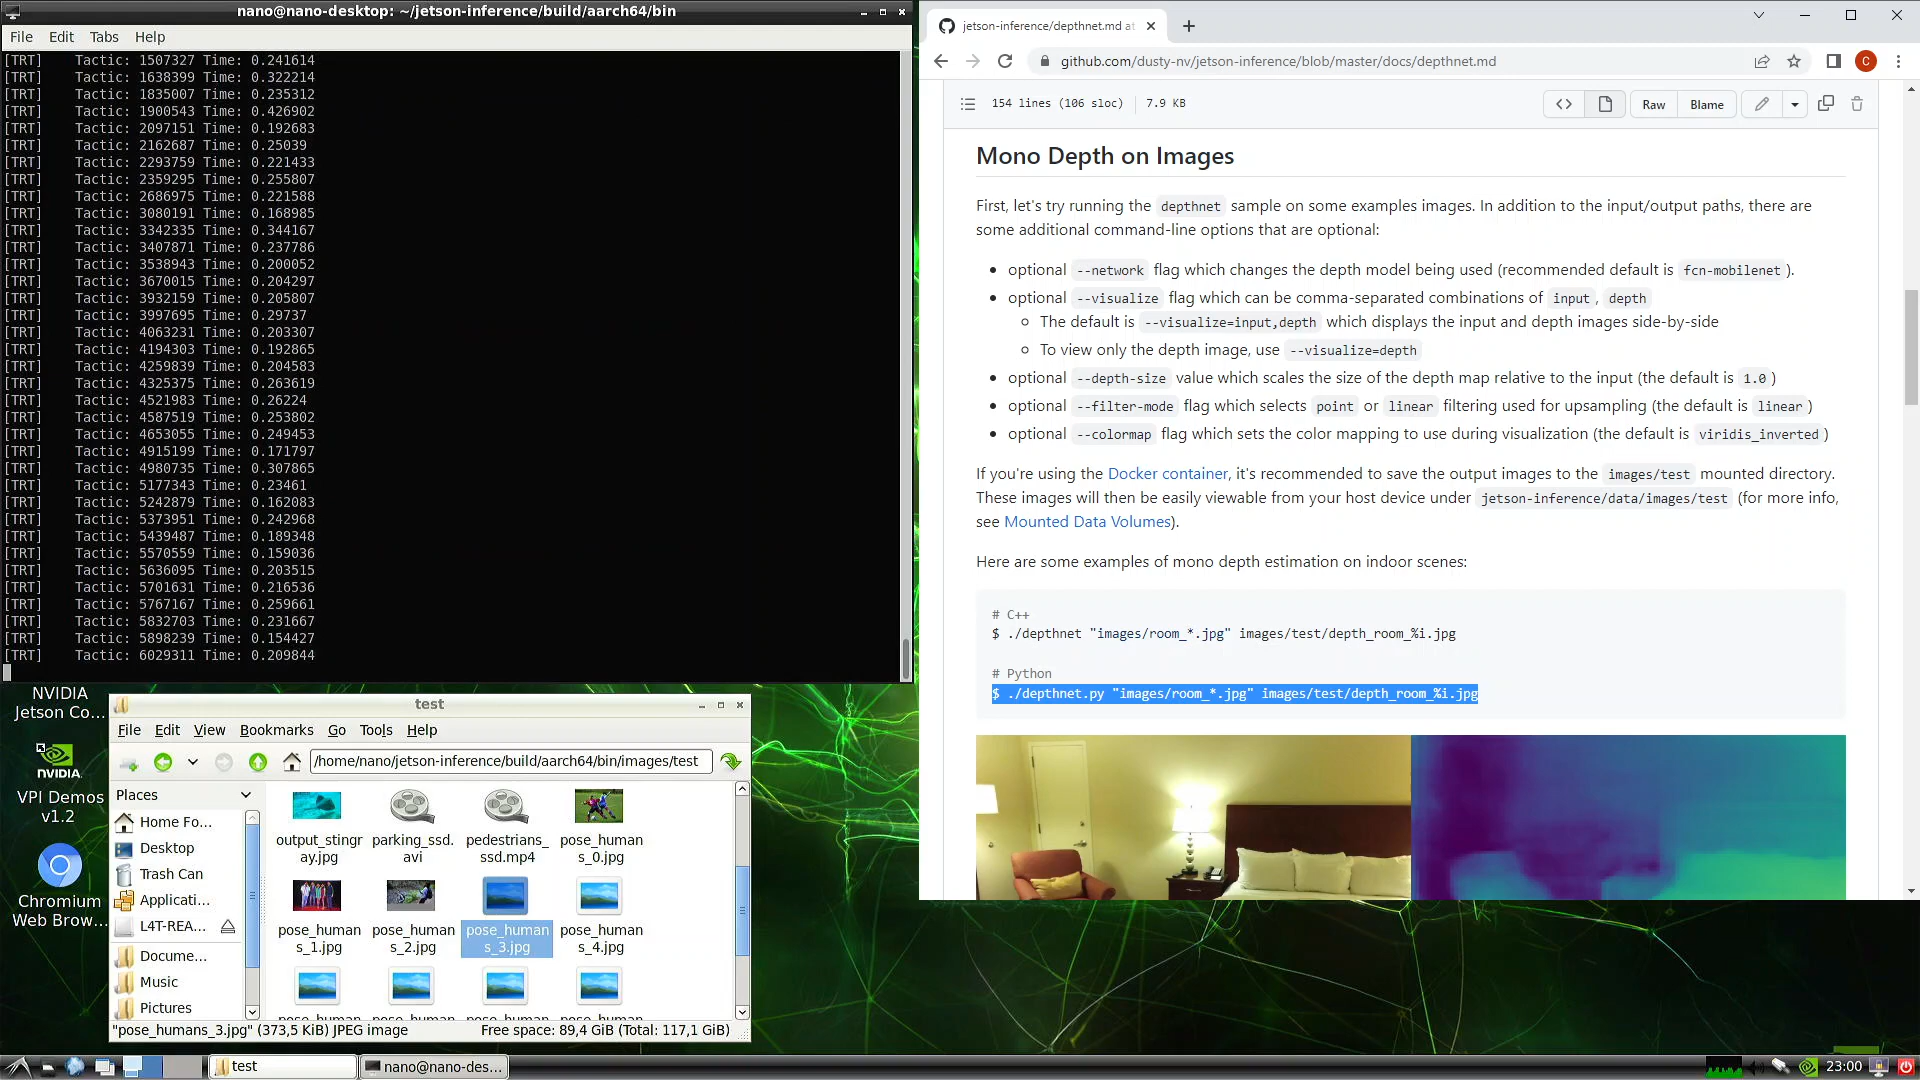 nano@nano-desktop: ~/jetson-inference/build/aarch64/bin
File Edit Tabs Help
[TRT] Tactic: 1507327 Time: 0.241614
[TRT] Tactic: 1638399 Time: 0.322214
[TRT] Tactic: 1835007 Time: 0.235312
[TRT] Tactic: 1900543 Time: 0.426902
[TRT] Tactic: 2097151 Time: 0.192683
[TRT] Tactic: 2162687 Time: 0.25039
[TRT] Tactic: 2293759 Time: 0.221433
[TRT] Tactic: 2359295 Time: 0.255807
[TRT] Tactic: 2686975 Time: 0.221588
[TRT] Tactic: 3080191 Time: 0.168985
[TRT] Tactic: 3342335 Time: 0.344167
[TRT] Tactic: 3407871 Time: 0.237786
[TRT] Tactic: 3538943 Time: 0.200052
[TRT] Tactic: 3670015 Time: 0.204297
[TRT] Tactic: 3932159 Time: 0.205807
[TRT] Tactic: 3997695 Time: 0.29737
[TRT] Tactic: 4063231 Time: 0.203307
[TRT] Tactic: 4194303 Time: 0.192865
[TRT] Tactic: 4259839 Time: 0.204583
[TRT] Tactic: 4325375 Time: 0.263619
[TRT] Tactic: 4521983 Time: 0.26224
[TRT] Tactic: 4587519 Time: 0.253802
[TRT] Tactic: 4653055 Time: 0.249453
[TRT] Tactic: 4915199 Time: 0.171797
[TRT] Tactic: 4980735 Time: 0.307865
[TRT] Tactic: 5177343 Time: 0.23461
[TRT] Tactic: 5242879 Time: 0.162083
[TRT] Tactic: 5373951 Time: 0.242968
[TRT] Tactic: 5439487 Time: 0.189348
[TRT] Tactic: 5570559 Time: 0.159036
[TRT] Tactic: 5636095 Time: 0.203515
[TRT] Tactic: 5701631 Time: 0.216536
[TRT] Tactic: 5767167 Time: 0.259661
[TRT] Tactic: 5832703 Time: 0.231667
[TRT] Tactic: 5898239 Time: 0.154427
[TRT] Tactic: 6029311 Time: 0.209844
NVIDIA
Jetson Co...
NVIDIA.
VPI Demos
v1.2
Chromium
Web Brow...
test
File Edit View Bookmarks Go Tools Help
/home/nano/jetson-inference/build/aarch64/bin/images/test
Places
Home Fo...
Desktop
Trash Can
Applicati...
L4T-REA...
Docume...
Music
Pictures
output_stingr
ay.jpg
parking_ssd.
avi
pedestrians_
ssd.mp4
pose_human
s_0.jpg
pose_human
s_1.jpg
pose_human
s_2.jpg
pose_human
s_3.jpg
pose_human
s_4.jpg
"pose_humans_3.jpg" (373,5 KiB) JPEG image Free space: 89,4 GiB (Total: 117,1 GiB)
test
nano@nano-des...
23:00
jetson-inference/depthnet.md at
github.com/dusty-nv/jetson-inference/blob/master/docs/depthnet.md
C
154 lines (106 sloc) 7.9 KB
Raw Blame
Mono Depth on Images
First, let's try running the depthnet sample on some examples images. In addition to the input/output paths, there are
some additional command-line options that are optional:
optional --network flag which changes the depth model being used (recommended default is fcn-mobilenet ).
optional --visualize flag which can be comma-separated combinations of input , depth
The default is --visualize=input,depth which displays the input and depth images side-by-side
To view only the depth image, use --visualize=depth
optional --depth-size value which scales the size of the depth map relative to the input (the default is 1.0 )
optional --filter-mode flag which selects point or linear filtering used for upsampling (the default is linear )
optional --colormap flag which sets the color mapping to use during visualization (the default is viridis_inverted )
If you're using the Docker container, it's recommended to save the output images to the images/test mounted directory.
These images will then be easily viewable from your host device under jetson-inference/data/images/test (for more info,
see Mounted Data Volumes).
Here are some examples of mono depth estimation on indoor scenes:
# C++
$ ./depthnet "images/room_*.jpg" images/test/depth_room_%i.jpg
# Python
$ ./depthnet.py "images/room_*.jpg" images/test/depth_room_%i.jpg